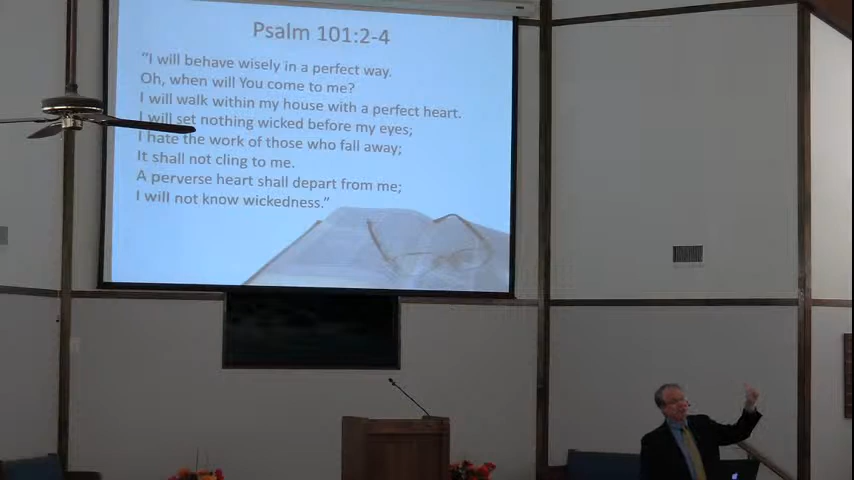 Psalm 101:2-4
“I will behave wisely in a perfect way.
Oh, when will You come to me?
I will walk within my house with a perfect heart.
I will set nothing wicked before my eyes;
I hate the work of those who fall away;
It shall not cling to me.
A perverse heart shall depart from me;
I will not know wickedness.”